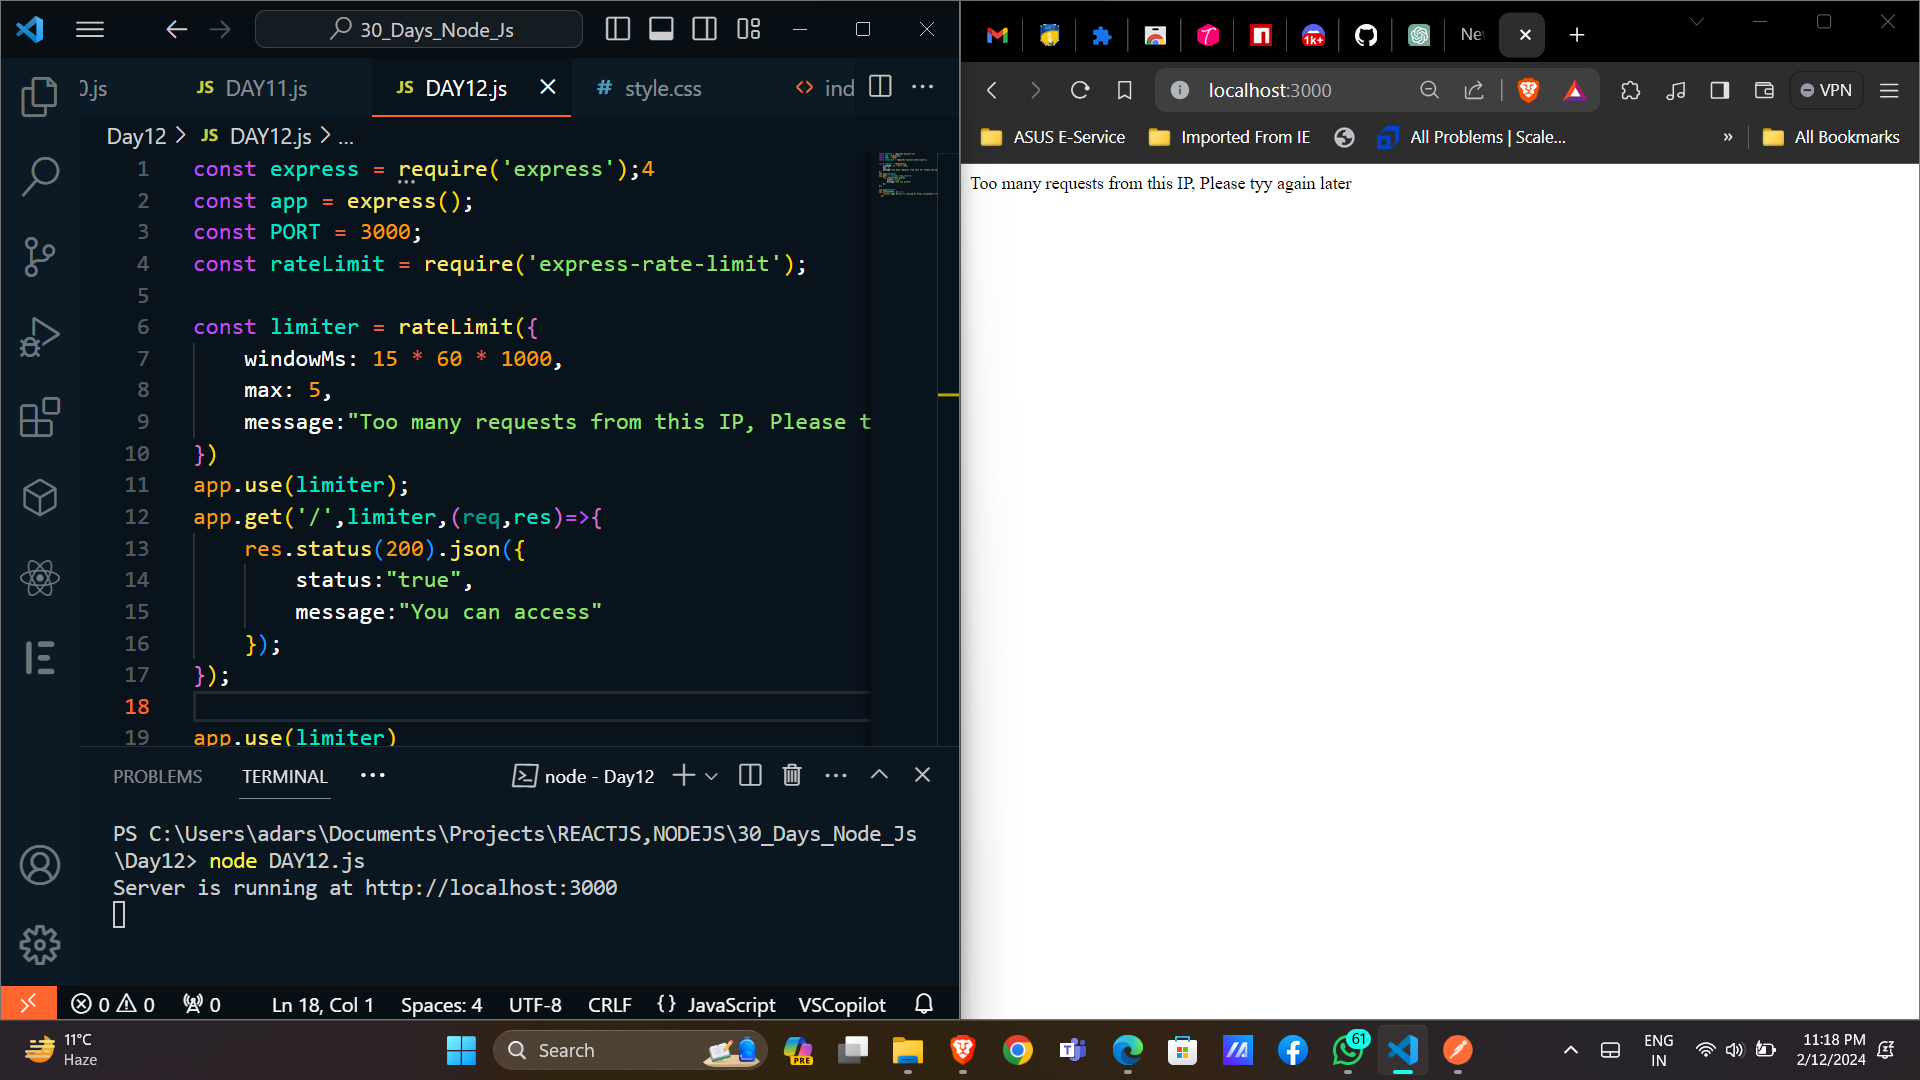 30_Days_Node_Js
0.js
JS DAY11.js
JS DAY12.js
# style.css
<> ind
Day12 > JS DAY12.js > ...
1 const express = require('express');4
2 const app = express();
3 const PORT = 3000;
4 const rateLimit = require('express-rate-limit');
5
6 const limiter = rateLimit({
7 windowMs: 15 * 60 * 1000,
8 max: 5,
9 message:"Too many requests from this IP, Please t
10 })
11 app.use(limiter);
12 app.get('/',limiter,(req,res)=>{
13 res.status(200).json({
14 status:"true",
15 message:"You can access"
16 });
17 });
18
19 app.use(limiter)
PROBLEMS
TERMINAL
node - Day12
PS C:\Users\adars\Documents\Projects\REACTJS,NODEJS\30_Days_Node_Js
\Day12> node DAY12.js
Server is running at http://localhost:3000
0 0 0
Ln 18, Col 1
Spaces: 4
UTF-8
CRLF
{} JavaScript
VSCopilot
1k+
Ne
localhost:3000
VPN
ASUS E-Service
Imported From IE
All Problems | Scale...
»
All Bookmarks
Too many requests from this IP, Please tyy again later
11°C
Haze
Search
PRE
61
ENG
IN
11:18 PM
2/12/2024